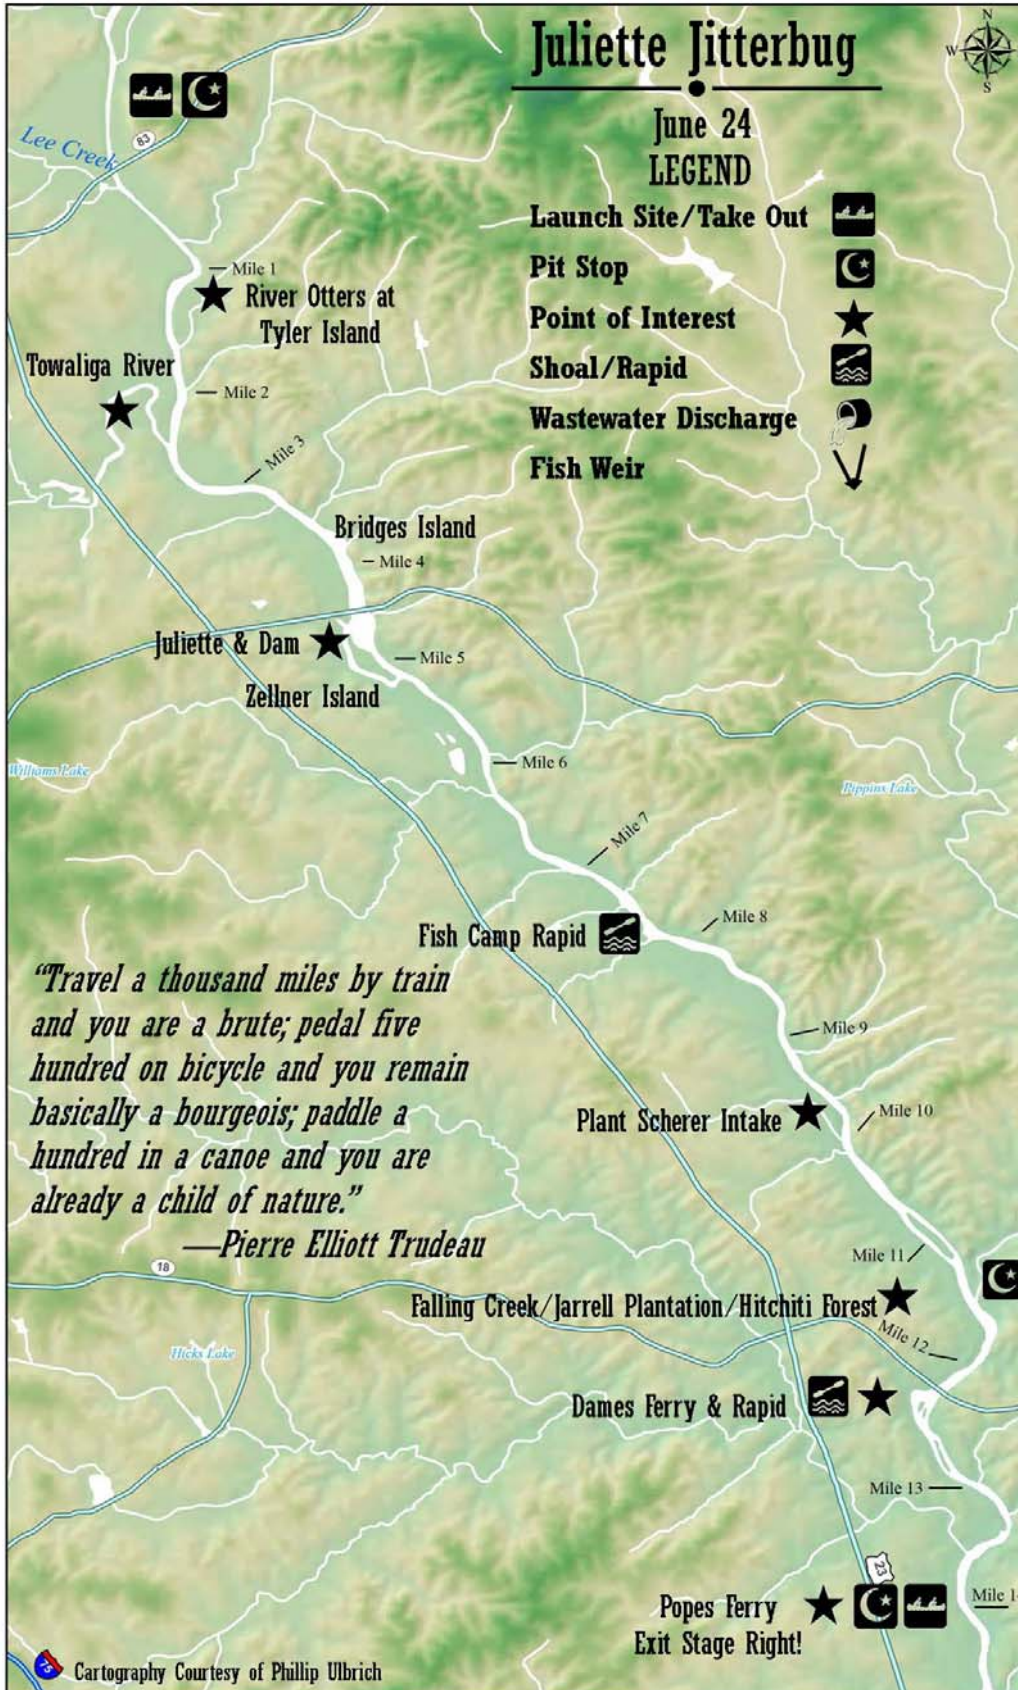 Juliette Jitterbug
June 24
LEGEND
Launch Site/Take Out
Pit Stop
Point of Interest
Shoal/Rapid
Wastewater Discharge
Fish Weir
N
W
S
Lee Creek
83
Mile 1
River Otters at
Tyler Island
Towaliga River
Mile 2
Mile 3
Bridges Island
Mile 4
Juliette & Dam
Mile 5
Zellner Island
Mile 6
Williams Lake
Pippins Lake
Mile 7
Mile 8
Fish Camp Rapid
“Travel a thousand miles by train
and you are a brute; pedal five
hundred on bicycle and you remain
basically a bourgeois; paddle a
hundred in a canoe and you are
already a child of nature.”
—Pierre Elliott Trudeau
Mile 9
Plant Scherer Intake
Mile 10
Mile 11
18
Falling Creek/Jarrell Plantation/Hitchiti Forest
Mile 12
Hicks Lake
Dames Ferry & Rapid
Mile 13
23
Popes Ferry
Exit Stage Right!
Mile
75
Cartography Courtesy of Phillip Ulbrich